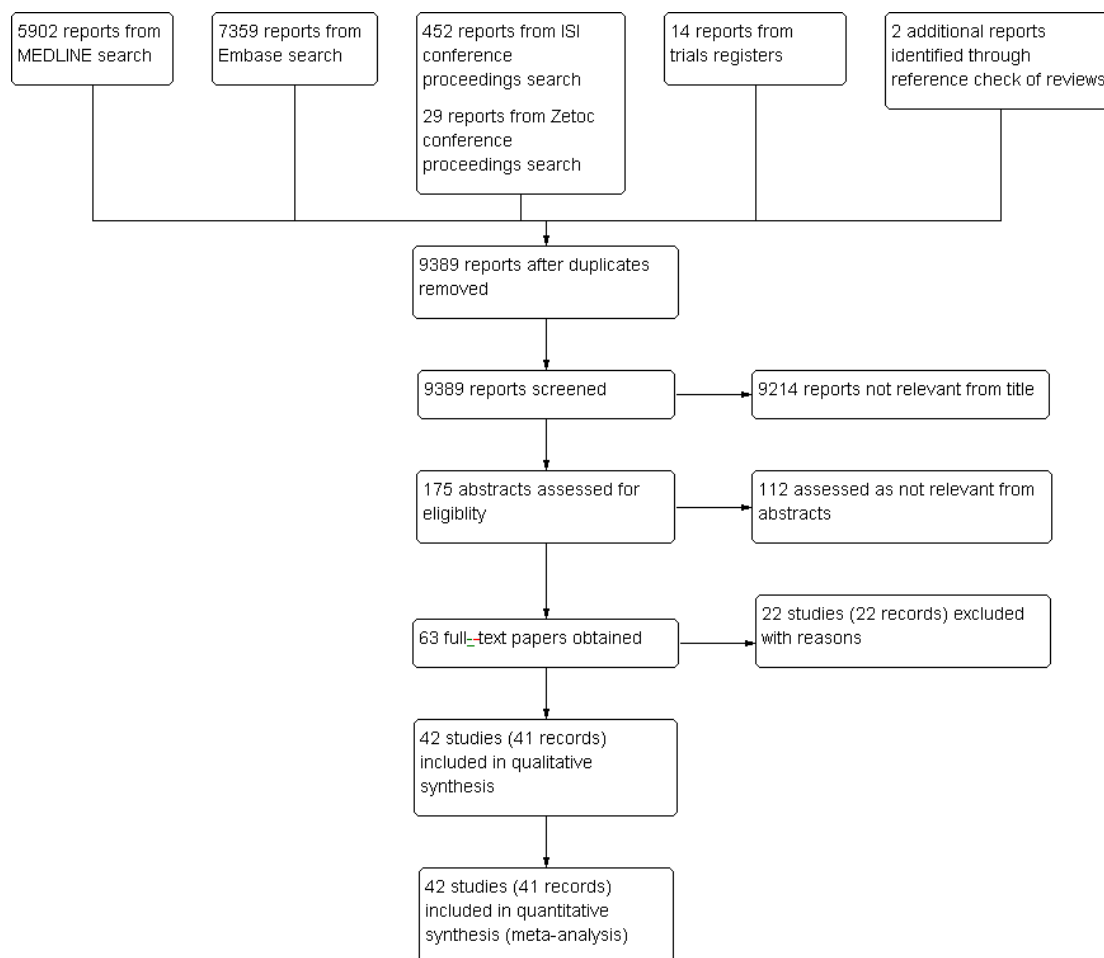 5902 reports from
MEDLINE search
7359 reports from
Embase search
452 reports from ISI
conference
proceedings search
29 reports from Zetoc
conference
proceedings search
14 reports from
trials registers
2 additional reports
identified through
reference check of reviews
9389 reports after duplicates
removed
9389 reports screened
9214 reports not relevant from title
175 abstracts assessed for
eligiblity
112 assessed as not relevant from
abstracts
63 full--text papers obtained
22 studies (22 records) excluded
with reasons
42 studies (41 records)
included in qualitative
synthesis
42 studies (41 records)
included in quantitative
synthesis (meta-analysis)